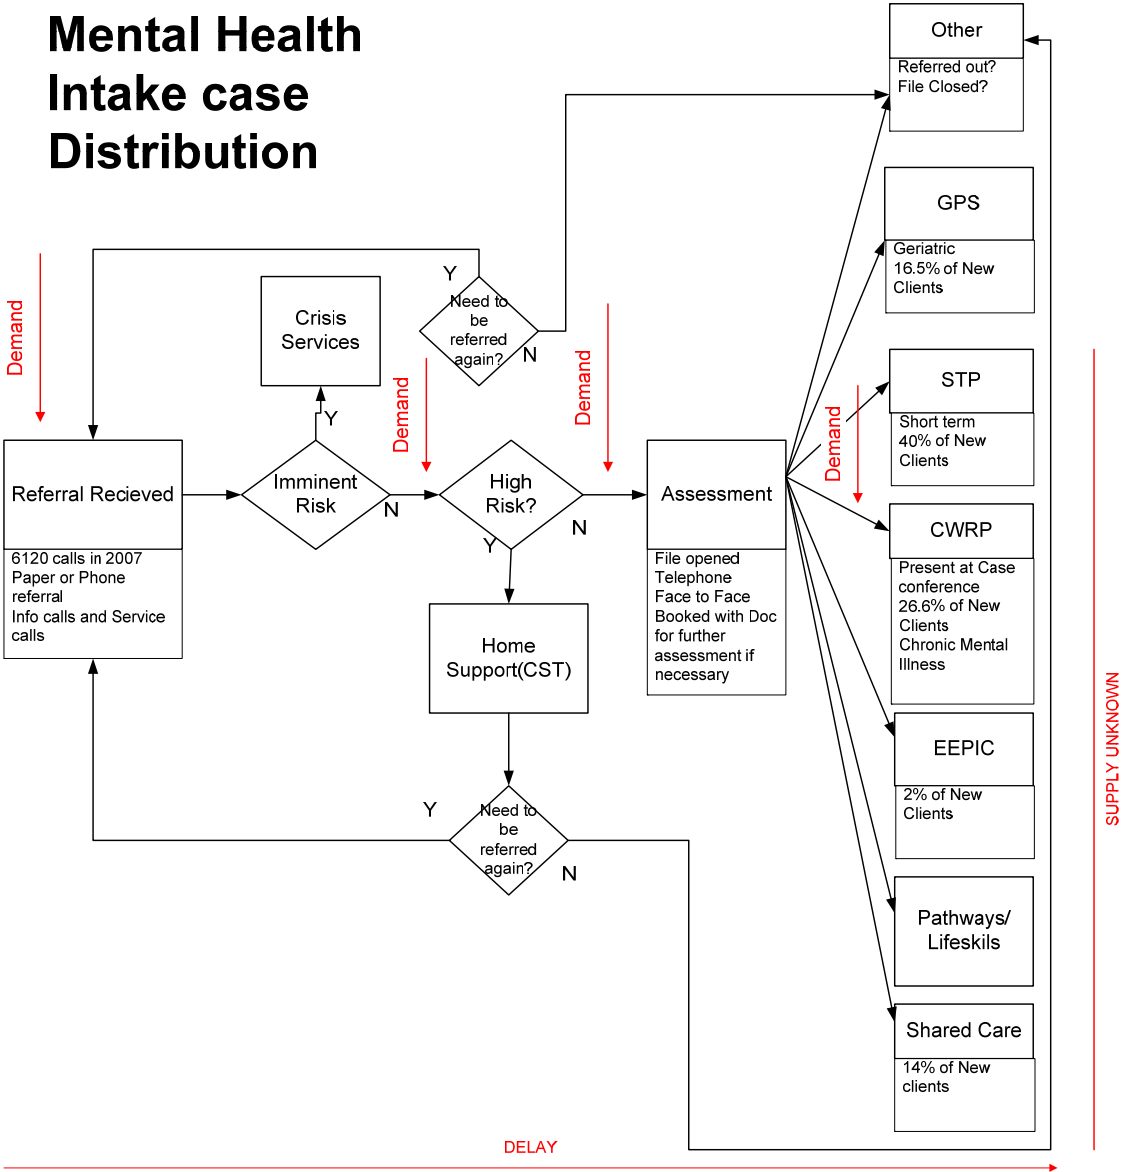 Mental Health
Intake case
Distribution
Other
Referred out?
File Closed?
GPS
Geriatric
16.5% of New
Clients
Demand
Y
Need to
be
referred
again?
N
Crisis
Services
Y
Demand
Demand
STP
Short term
40% of New
Clients
Demand
Referral Recieved
6120 calls in 2007
Paper or Phone
referral
Info calls and Service
calls
Imminent
Risk
N
High
Risk?
N
Y
Assessment
File opened
Telephone
Face to Face
Booked with Doc
for further
assessment if
necessary
CWRP
Present at Case
conference
26.6% of New
Clients
Chronic Mental
Illness
Home
Support(CST)
EEPIC
2% of New
Clients
SUPPLY UNKNOWN
Y
Need to
be
referred
again?
N
Pathways/
Lifeskils
Shared Care
14% of New
clients
DELAY